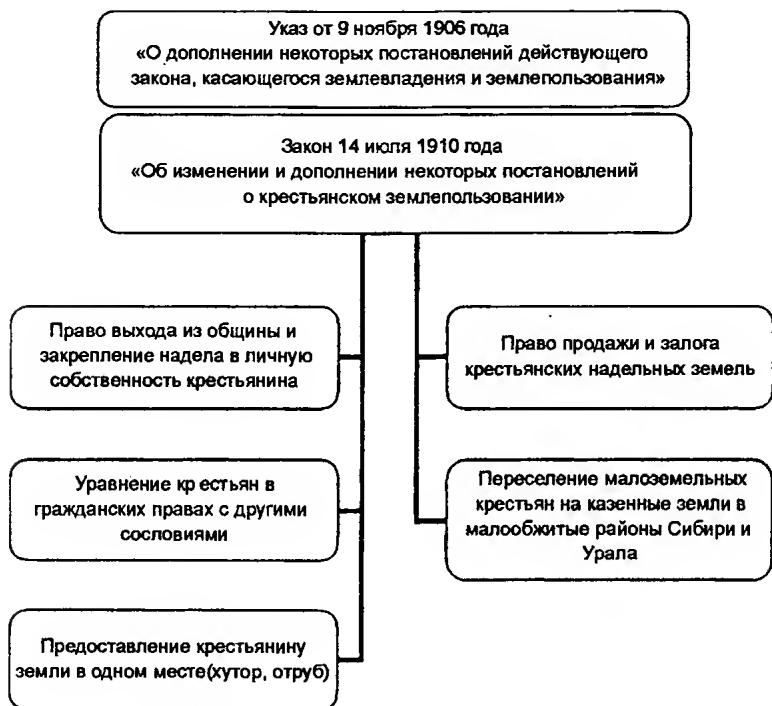 Указ от 9 ноября 1906 года
«О дополнении некоторых постановлений действующего
закона, касающегося землевладения и землепользования»
Закон 14 июля 1910 года
«Об изменении и дополнении некоторых постановлений
о крестьянском землепользовании»
Право выхода из общины и
закрепление надела в личную
собственность крестьянина
Право продажи и залога
крестьянских надельных земель
Уравнение крестьян в
гражданских правах с другими
сословиями
Переселение малоземельных
крестьян на казенные земли в
малообжитые районы Сибири и
Урала
Предоставление крестьянину
земли в одном месте(хутор, отруб)